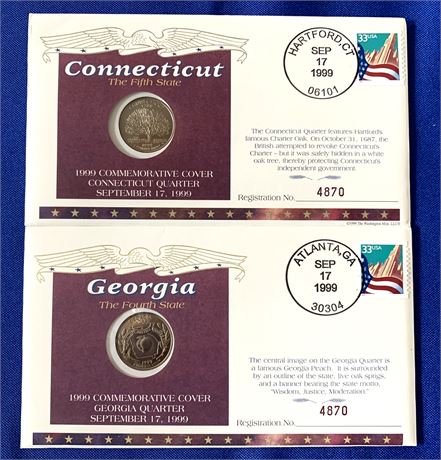 Connecticut
The Fifth State
1999 COMMEMORATIVE COVER
CONNECTICUT QUARTER
SEPTEMBER 17, 1999
HARTFORD, CT
SEP
17
1999
06101
33USA
The Connecticut Quarter features Hartford's
famous Charter Oak. On October 31, 1687, the
British attempted to revoke Connecticut's
Charter - but it was safely hidden in a white
oak tree, thereby protecting Connecticut's
independent government.
Registration No. 4870
©1999 The Washington Mint, LLC®
Georgia
The Fourth State
1999 COMMEMORATIVE COVER
GEORGIA QUARTER
SEPTEMBER 17, 1999
ATLANTA, GA
SEP
17
1999
30304
33USA
The central image on the Georgia Quarter is
a famous Georgia Peach. It is surrounded
by an outline of the state, live oak sprigs,
and a banner bearing the state motto,
"Wisdom, Justice, Moderation."
4870
Registration No.